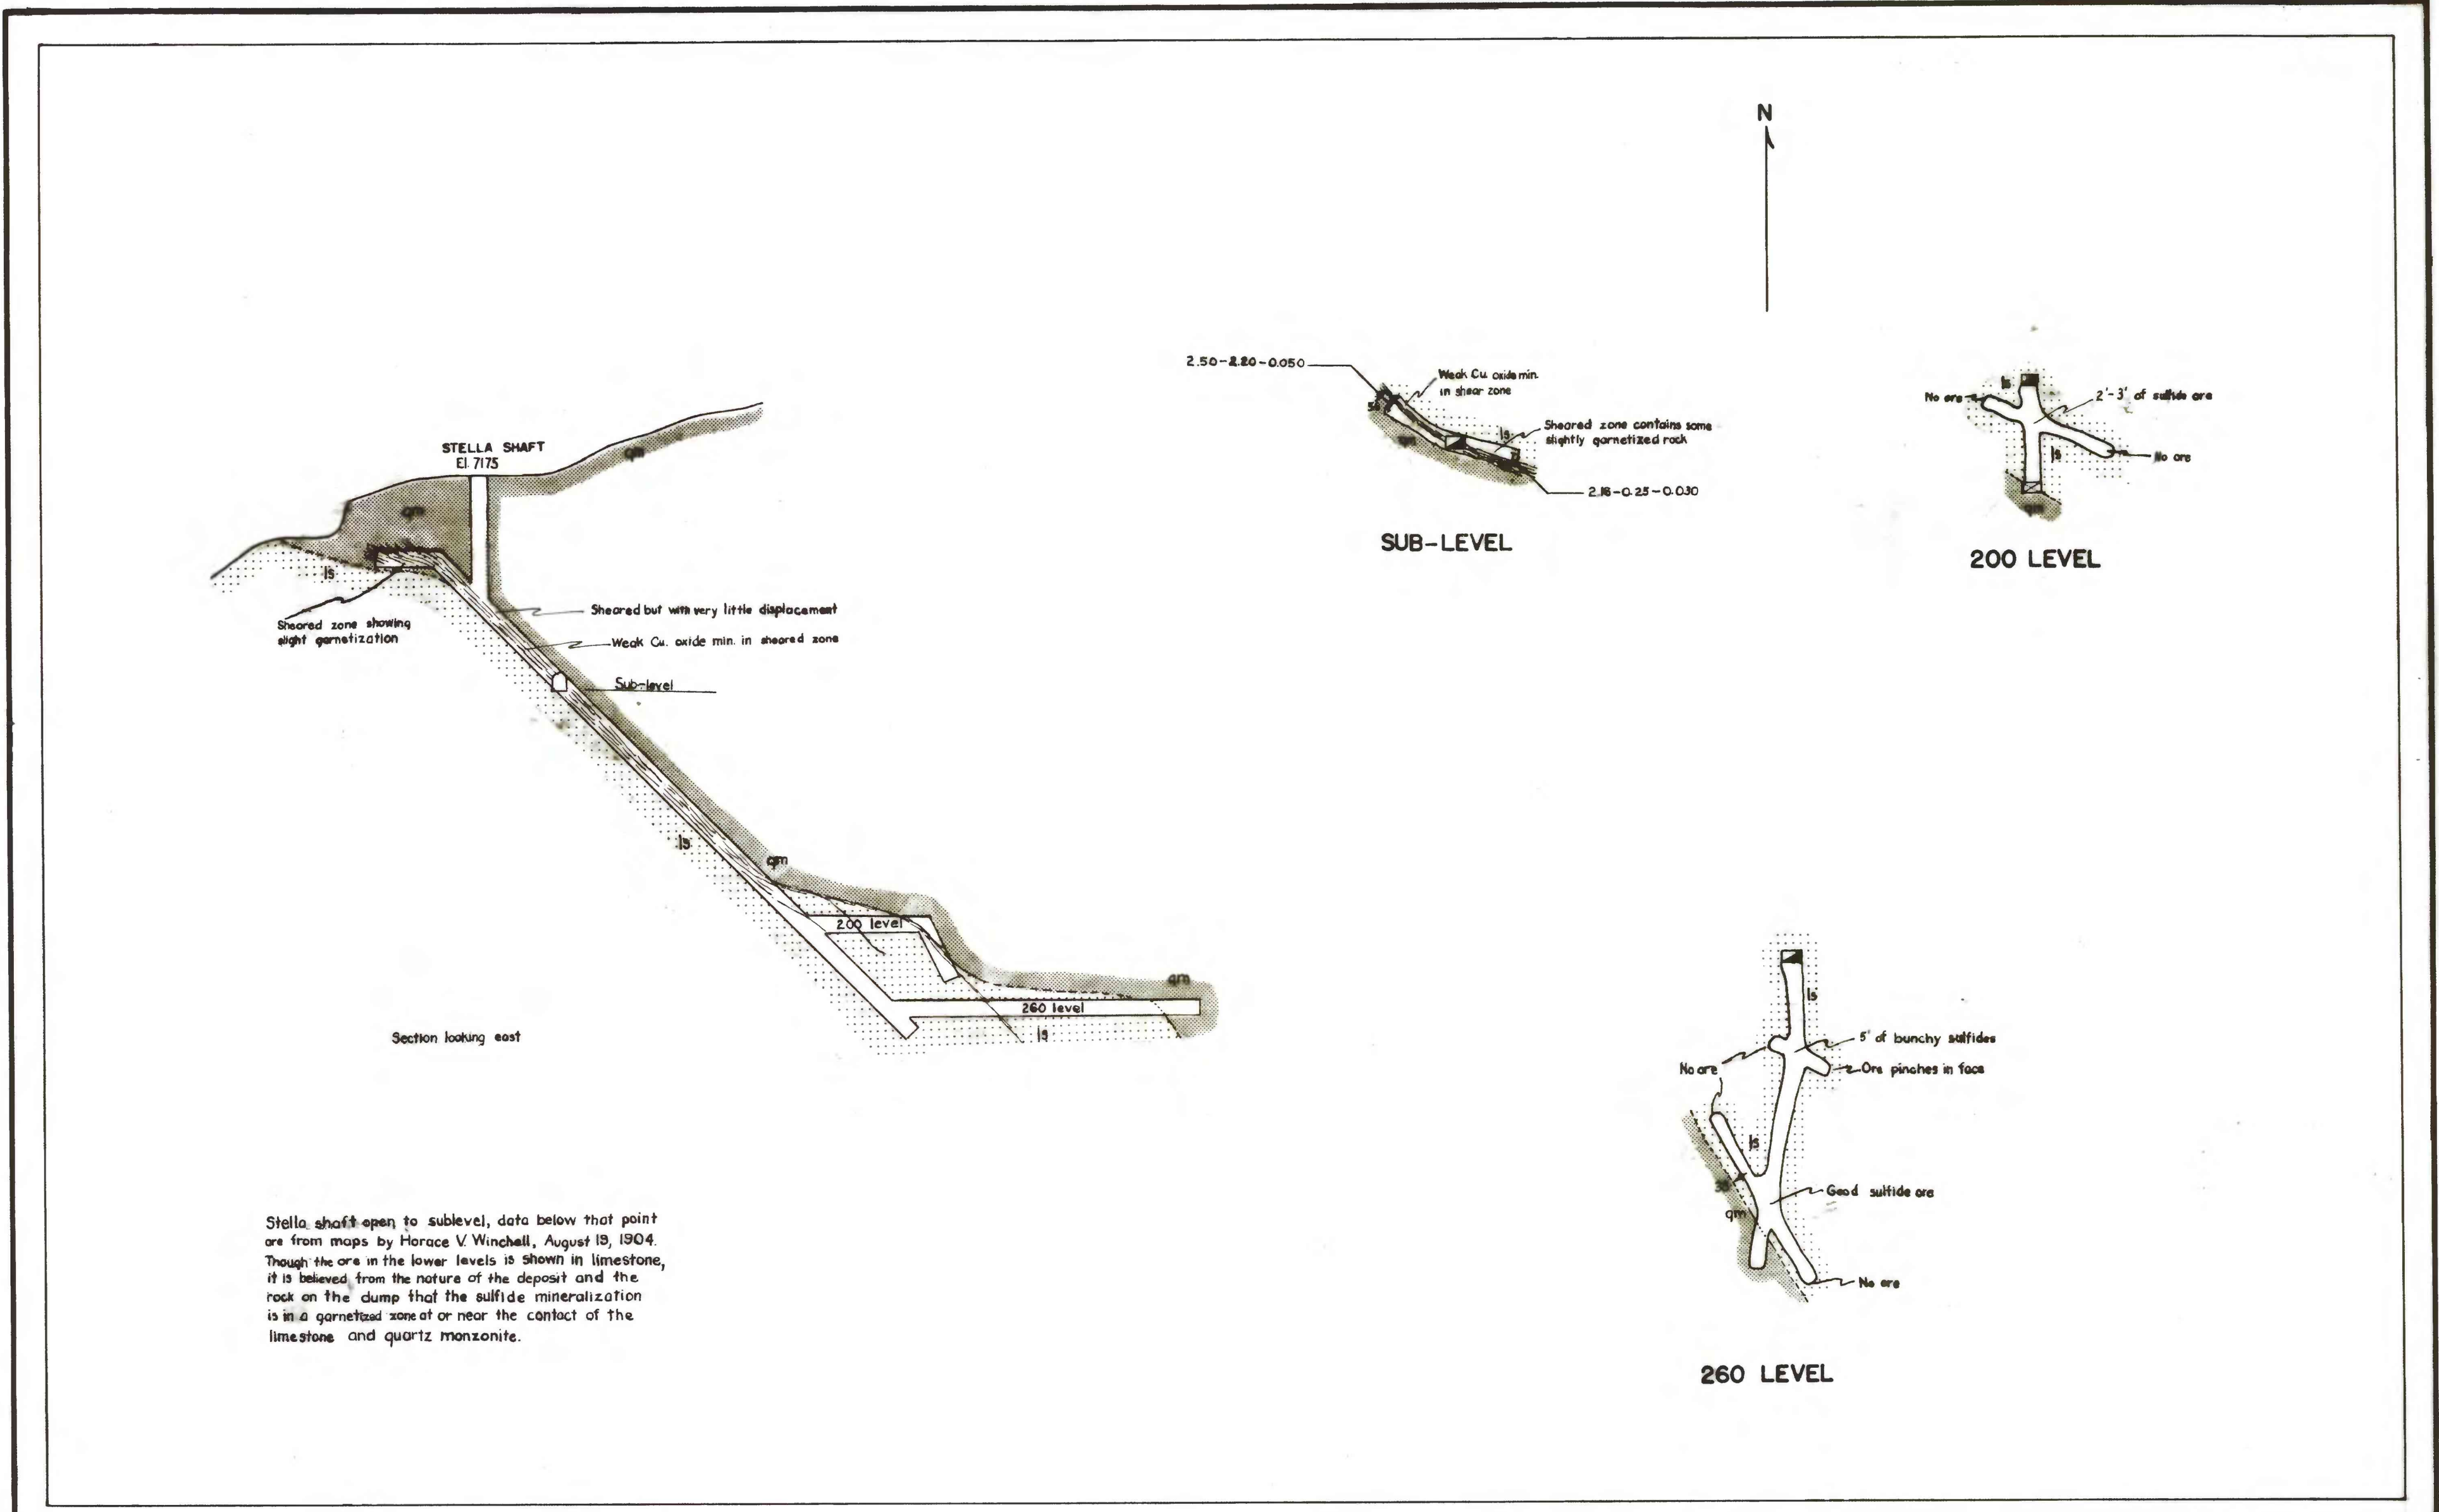 N
STELLA SHAFT
El. 7175
qm
qm
ls
Sheared zone showing
slight garnetization
Sheared but with very little displacement
Weak Cu. oxide min. in sheared zone
Sub-level
ls
qm
200 level
qm
260 level
ls
Section looking east
2.50-2.20-0.050
Weak Cu. oxide min.
in shear zone
ls
Sheared zone contains some
slightly garnetized rock
qm
2.18-0.25-0.030
SUB-LEVEL
ls
No ore
2'-3' of sulfide ore
ls
No ore
qm
200 LEVEL
ls
5' of bunchy sulfides
No ore
Ore pinches in face
ls
Good sulfide ore
qm
No ore
260 LEVEL
Stella shaft open to sublevel, data below that point
are from maps by Horace V. Winchell, August 19, 1904.
Though the ore in the lower levels is shown in limestone,
it is believed from the nature of the deposit and the
rock on the dump that the sulfide mineralization
is in a garnetized zone at or near the contact of the
limestone and quartz monzonite.